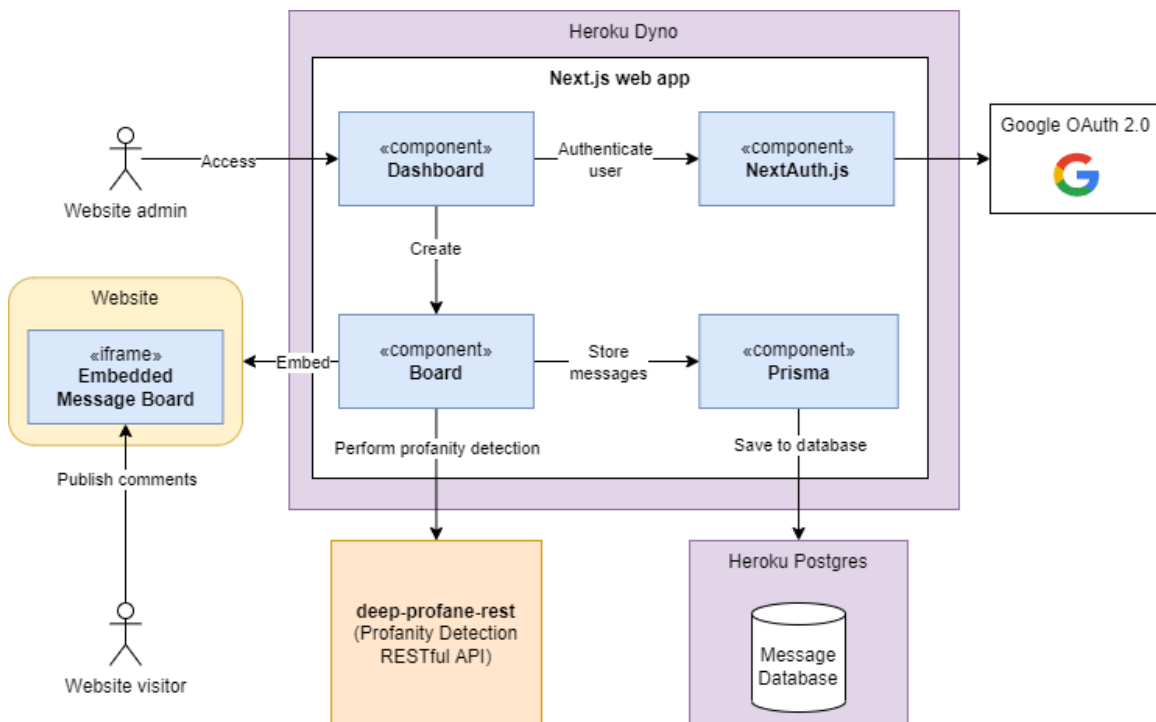 Heroku Dyno
Next.js web app
«component»
Dashboard
Authenticate
user
«component»
NextAuth.js
Google OAuth 2.0
Access
Website admin
Create
Website
«iframe»
Embedded
Message Board
Embed
«component»
Board
Store
messages
«component»
Prisma
Perform profanity detection
Save to database
Publish comments
deep-profane-rest
(Profanity Detection
RESTful API)
Heroku Postgres
Message
Database
Website visitor